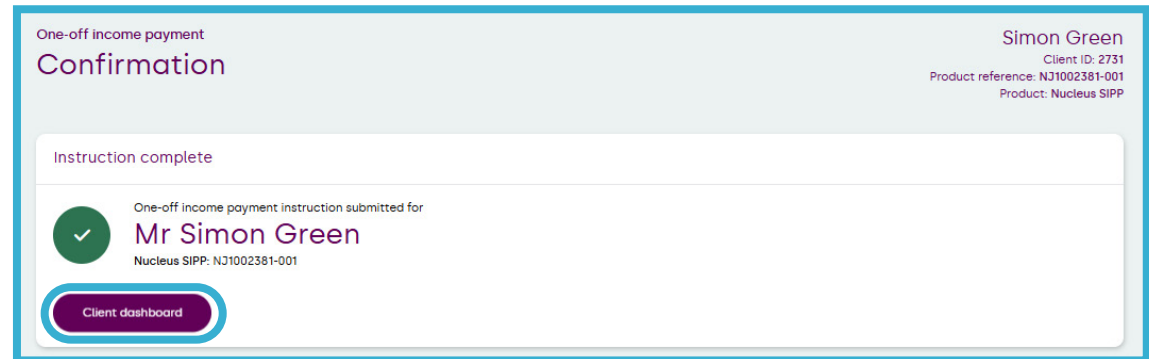 One-off income payment
Confirmation
Simon Green
Client ID: 2731
Product reference: NJ1002381-001
Product: Nucleus SIPP
Instruction complete
One-off income payment instruction submitted for
Mr Simon Green
Nucleus SIPP: NJ1002381-001
Client dashboard